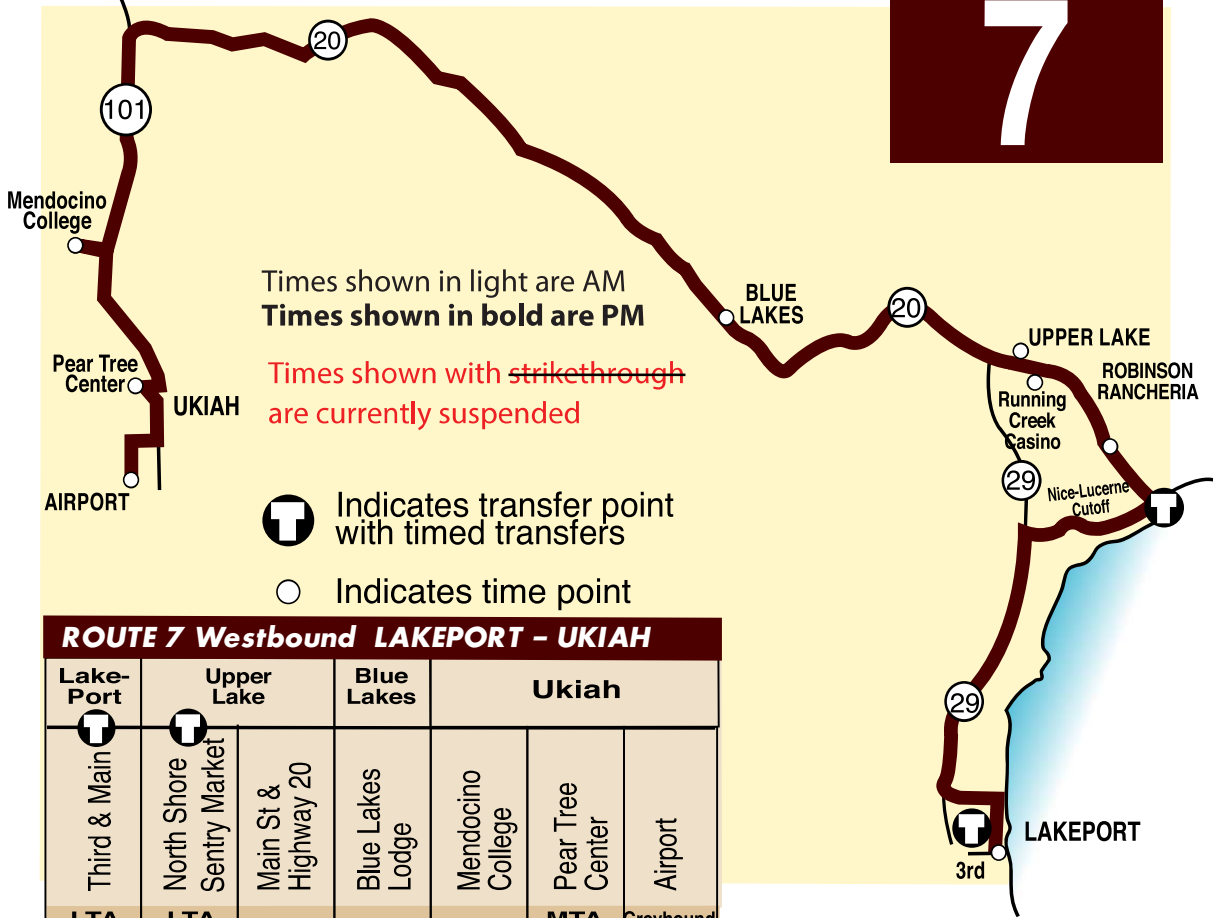 7
20
101
Mendocino
College
Times shown in light are AM
Times shown in bold are PM
Times shown with strikethrough
are currently suspended
BLUE
LAKES
20
UPPER LAKE
ROBINSON
RANCHERIA
Running
Creek
Casino
Pear Tree
Center
UKIAH
29
Nice-Lucerne
Cutoff
AIRPORT
T Indicates transfer point
with timed transfers
T
Indicates time point
29
T
LAKEPORT
3rd
ROUTE 7 Westbound LAKEPORT – UKIAH
Lake-
Port
Upper
Lake
Blue
Lakes
Ukiah
T
T
Third & Main
North Shore
Sentry Market
Main St &
Highway 20
Blue Lakes
Lodge
Mendocino
College
Pear Tree
Center
Airport
LTA
LTA
MTA
Greyhound